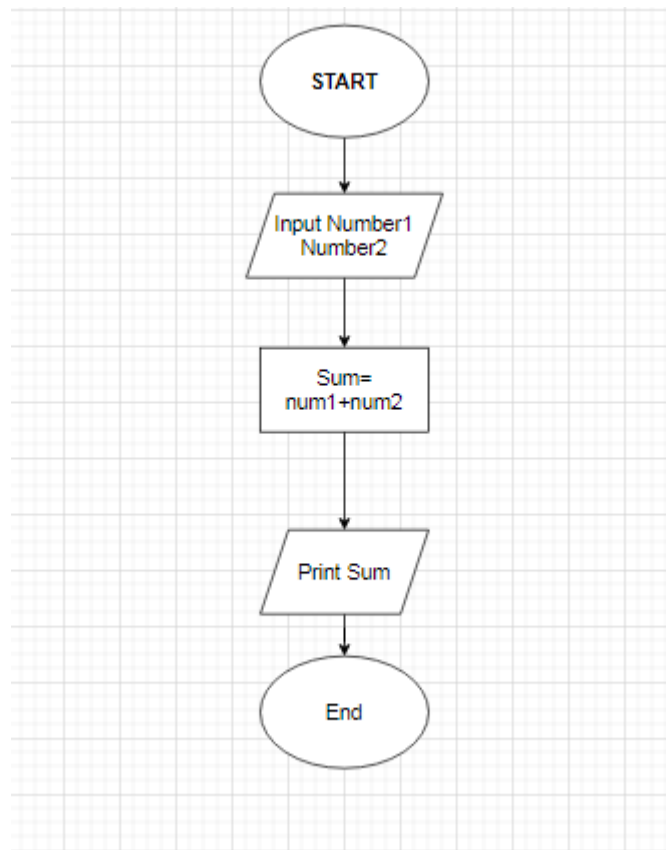 START
Input Number1
Number2
Sum=
num1+num2
Print Sum
End